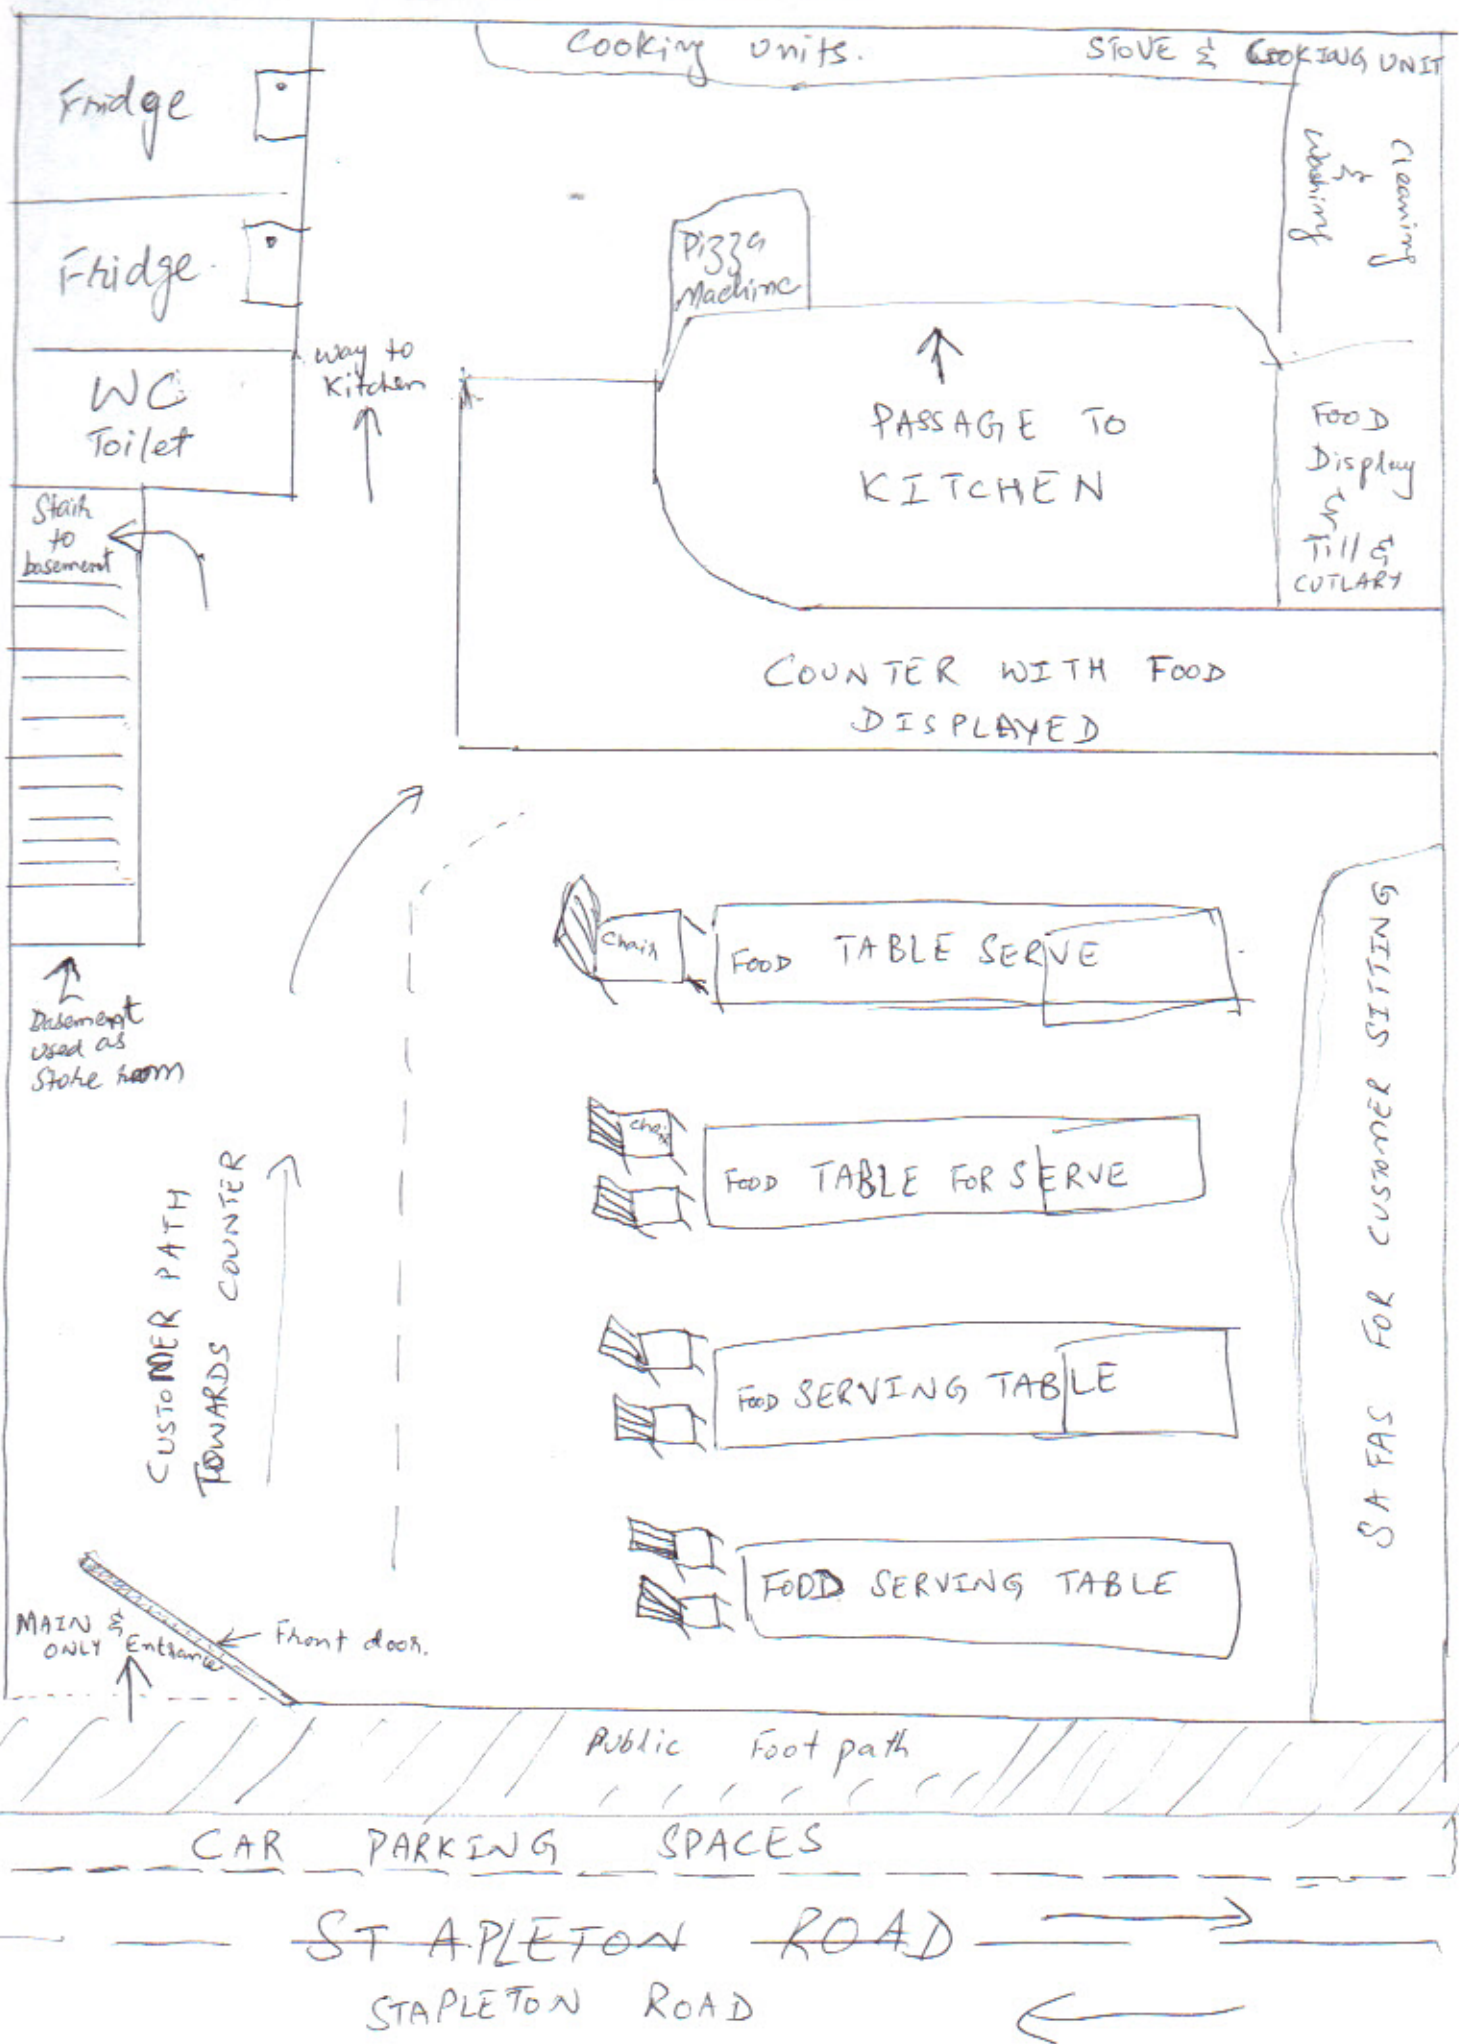 Cooking units.
STOVE & COOKING UNIT
Fridge
Cleaning
&
Washing
Pizza
Machine
Fridge.
way to
Kitchen
WC
Toilet
PASSAGE TO
KITCHEN
FOOD
Display
&
Till &
CUTLARY
Stair
to
basement
COUNTER WITH FOOD
DISPLAYED
Chair
FOOD TABLE SERVE
Basement
used as
Store room
Chair
FOOD TABLE FOR SERVE
CUSTOMER PATH
TOWARDS COUNTER
SAFAS FOR CUSTOMER SITTING
FOOD SERVING TABLE
FOOD SERVING TABLE
MAIN &
ONLY Entrance
Front door.
Public Foot path
CAR PARKING SPACES
STAPLETON ROAD
STAPLETON ROAD